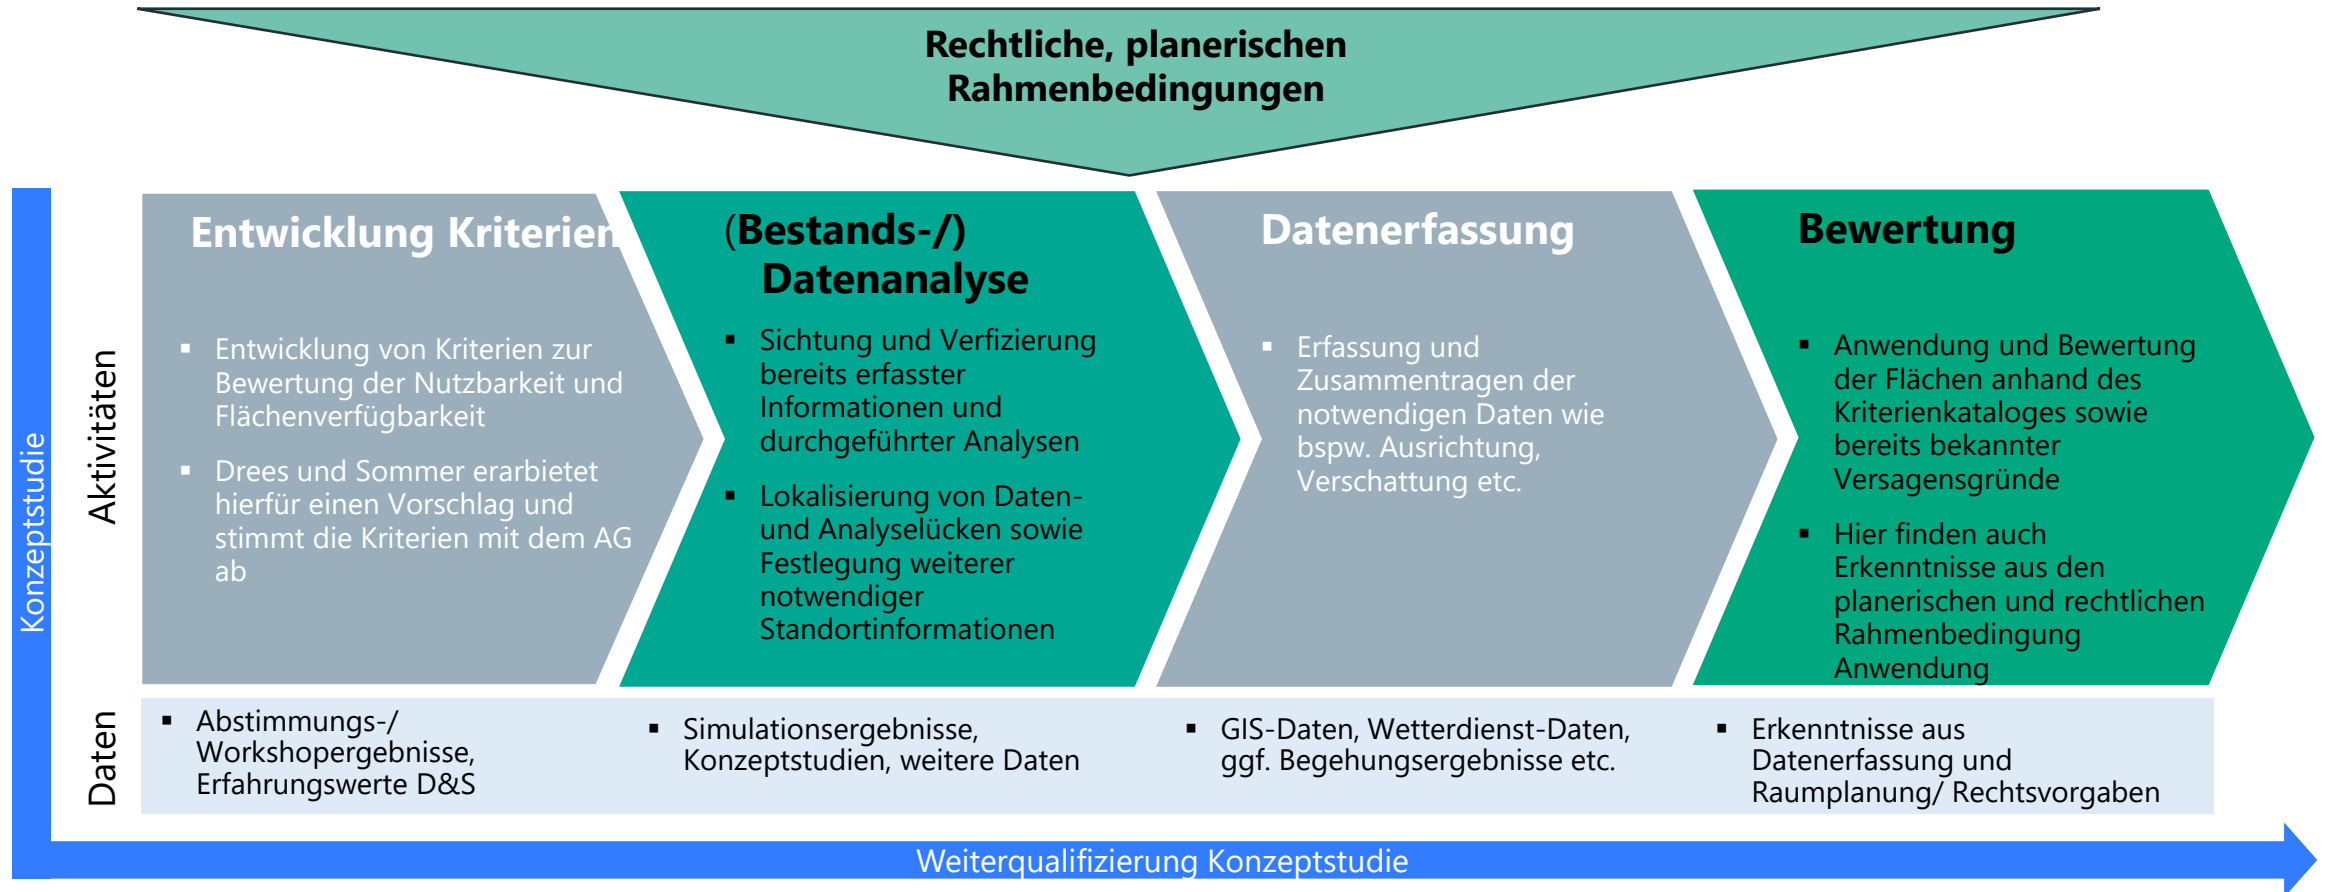 Rechtliche, planerischen
Rahmenbedingungen
Konzeptstudie
Aktivitäten
Entwicklung Kriterien
▪ Entwicklung von Kriterien zur
Bewertung der Nutzbarkeit und
Flächenverfügbarkeit
▪ Drees und Sommer erarbietet
hierfür einen Vorschlag und
stimmt die Kriterien mit dem AG
ab
(Bestands-/)
Datenanalyse
▪ Sichtung und Verfizierung
bereits erfasster
Informationen und
durchgeführter Analysen
▪ Lokalisierung von Daten-
und Analyselücken sowie
Festlegung weiterer
notwendiger
Standortinformationen
Datenerfassung
▪ Erfassung und
Zusammentragen der
notwendigen Daten wie
bspw. Ausrichtung,
Verschattung etc.
Bewertung
▪ Anwendung und Bewertung
der Flächen anhand des
Kriterienkataloges sowie
bereits bekannter
Versagensgründe
▪ Hier finden auch
Erkenntnisse aus den
planerischen und rechtlichen
Rahmenbedingung
Anwendung
Daten
▪ Abstimmungs-/
Workshopergebnisse,
Erfahrungswerte D&S
▪ Simulationsergebnisse,
Konzeptstudien, weitere Daten
▪ GIS-Daten, Wetterdienst-Daten,
ggf. Begehungsergebnisse etc.
▪ Erkenntnisse aus
Datenerfassung und
Raumplanung/ Rechtsvorgaben
Weiterqualifizierung Konzeptstudie